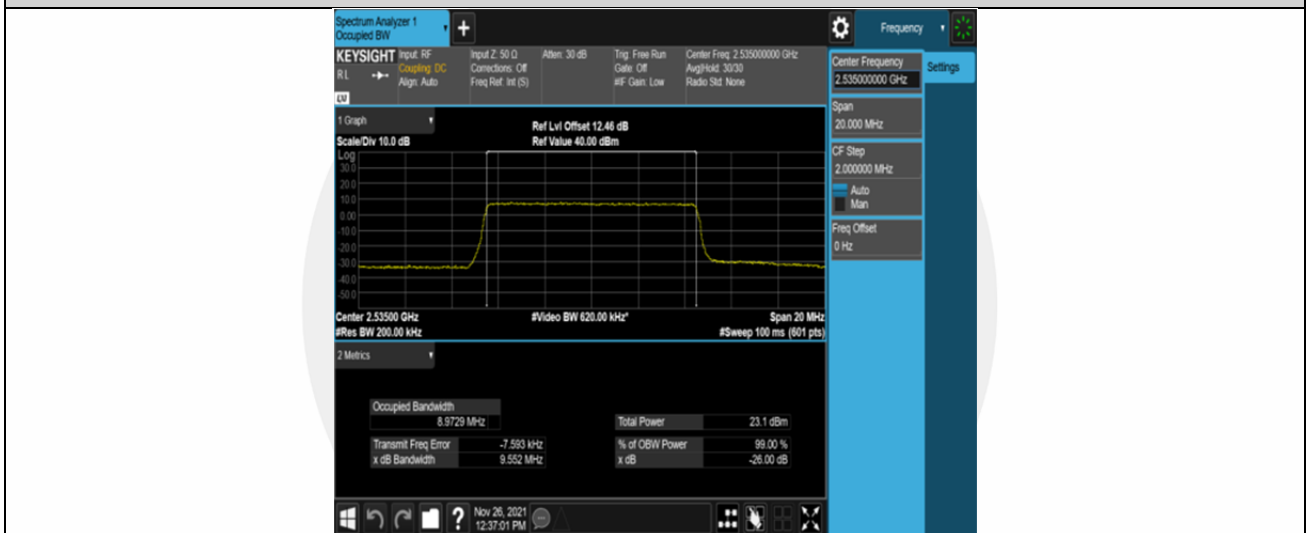 Spectrum Analyzer 1
Occupied BW
+
Frequency
KEYSIGHT
Input: RF
Coupling: DC
Align: Auto
Input Z: 50 Ω
Corrections: Off
Freq Ref: Int (S)
Atten: 30 dB
Trig: Free Run
Gate: Off
#IF Gain: Low
Center Freq: 2.535000000 GHz
Avg|Hold: 30/30
Radio Std: None
R L
Center Frequency
2.535000000 GHz
Settings
Span
20.000 MHz
CF Step
2.000000 MHz
Auto
Man
Freq Offset
0 Hz
1 Graph
Scale/Div 10.0 dB
Ref Lvl Offset 12.46 dB
Ref Value 40.00 dBm
Log
30.0
20.0
10.0
0.00
-10.0
-20.0
-30.0
-40.0
-50.0
Center 2.53500 GHz
#Video BW 620.00 kHz*
Span 20 MHz
#Res BW 200.00 kHz
#Sweep 100 ms (601 pts)
2 Metrics
Occupied Bandwidth
8.9729 MHz
Total Power 23.1 dBm
Transmit Freq Error -7.593 kHz
% of OBW Power 99.00 %
x dB Bandwidth 9.552 MHz
x dB -26.00 dB
?
Nov 26, 2021
12:37:01 PM